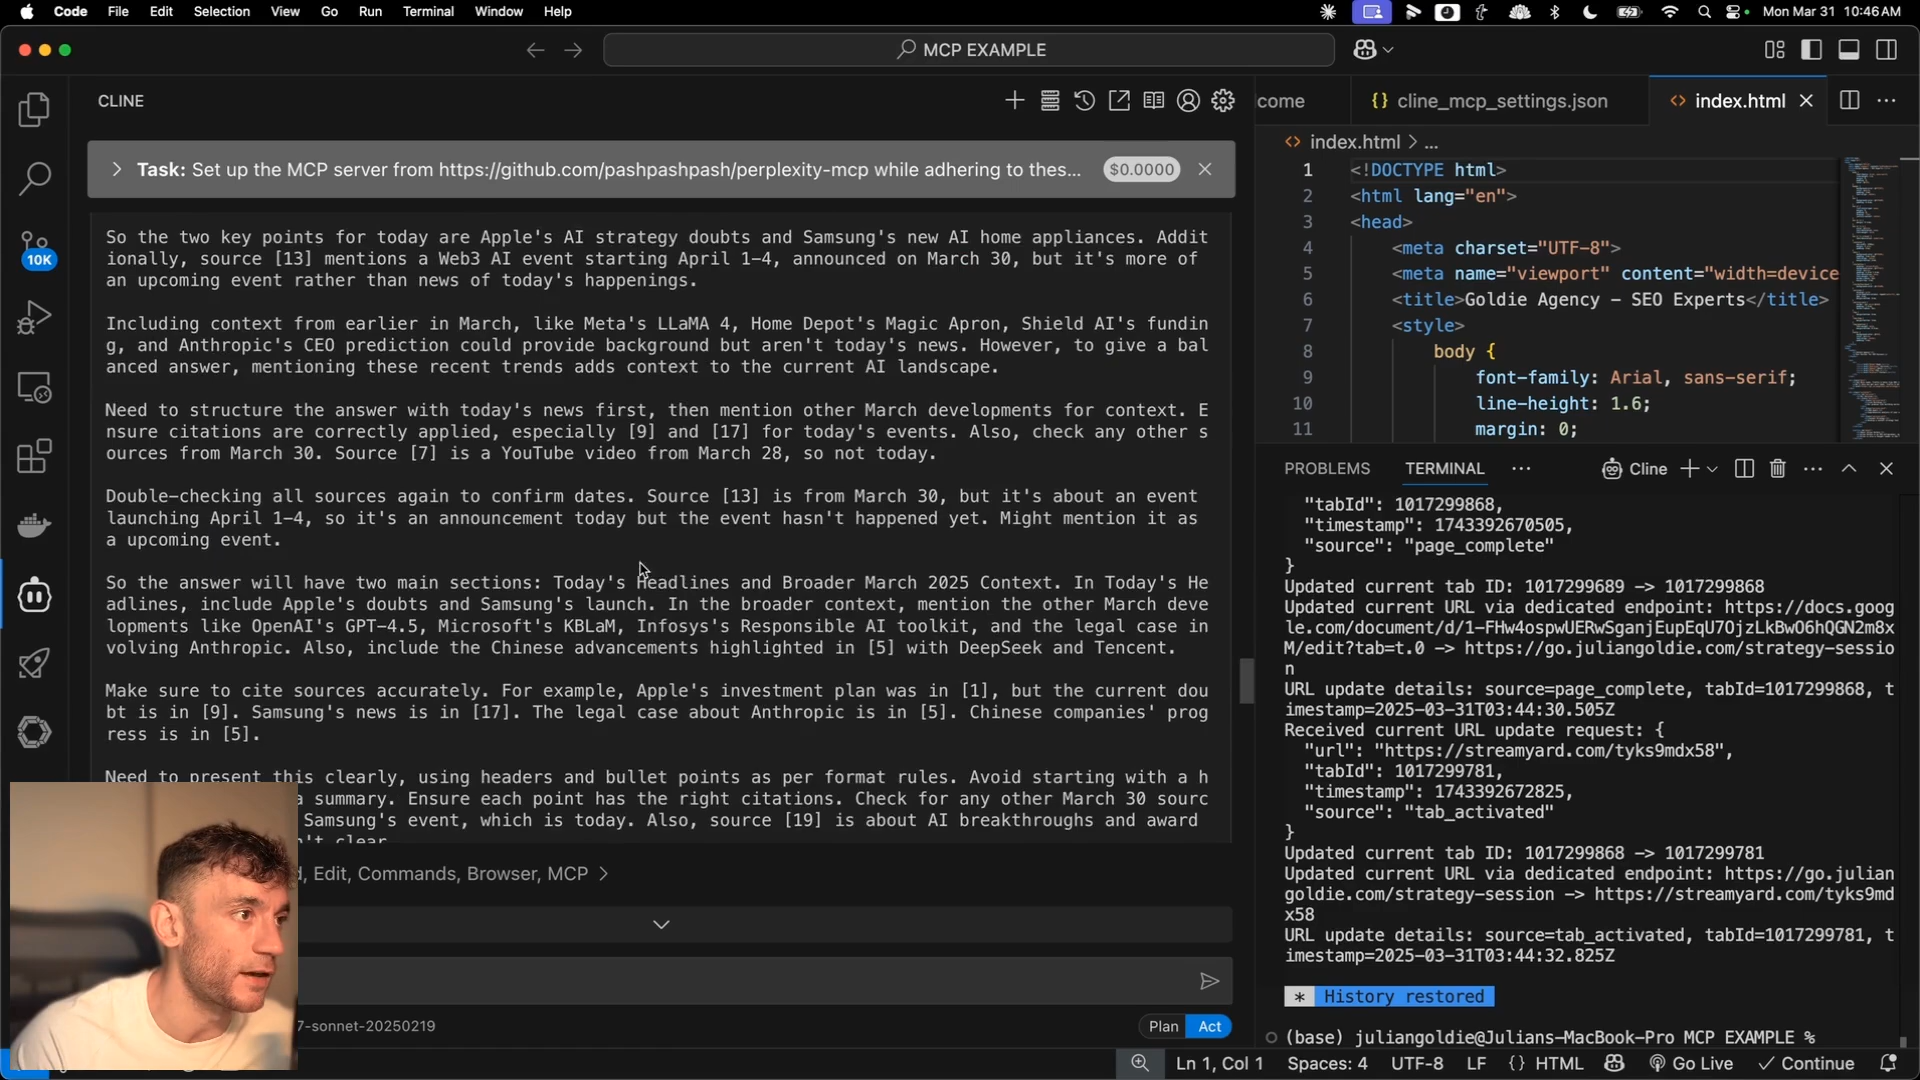 Code File Edit Selection View Go Run Terminal Window Help
Mon Mar 31 10:46 AM
MCP EXAMPLE
CLINE
Task: Set up the MCP server from https://github.com/pashpashpash/perplexity-mcp while adhering to thes...
$0.0000
So the two key points for today are Apple's AI strategy doubts and Samsung's new AI home appliances. Addit
ionally, source [13] mentions a Web3 AI event starting April 1-4, announced on March 30, but it's more of
an upcoming event rather than news of today's happenings.
Including context from earlier in March, like Meta's LLaMA 4, Home Depot's Magic Apron, Shield AI's fundin
g, and Anthropic's CEO prediction could provide background but aren't today's news. However, to give a bal
anced answer, mentioning these recent trends adds context to the current AI landscape.
Need to structure the answer with today's news first, then mention other March developments for context. E
nsure citations are correctly applied, especially [9] and [17] for today's events. Also, check any other s
ources from March 30. Source [7] is a YouTube video from March 28, so not today.
Double-checking all sources again to confirm dates. Source [13] is from March 30, but it's about an event
launching April 1-4, so it's an announcement today but the event hasn't happened yet. Might mention it as
a upcoming event.
So the answer will have two main sections: Today's Headlines and Broader March 2025 Context. In Today's He
adlines, include Apple's doubts and Samsung's launch. In the broader context, mention the other March deve
lopments like OpenAI's GPT-4.5, Microsoft's KBLaM, Infosys's Responsible AI toolkit, and the legal case in
volving Anthropic. Also, include the Chinese advancements highlighted in [5] with DeepSeek and Tencent.
Make sure to cite sources accurately. For example, Apple's investment plan was in [1], but the current dou
bt is in [9]. Samsung's news is in [17]. The legal case about Anthropic is in [5]. Chinese companies' prog
ress is in [5].
Need to present this clearly, using headers and bullet points as per format rules. Avoid starting with a h
a summary. Ensure each point has the right citations. Check for any other March 30 sourc
Samsung's event, which is today. Also, source [19] is about AI breakthroughs and award
clear
Edit, Commands, Browser, MCP
7-sonnet-20250219
Plan
Act
10K
come
cline_mcp_settings.json
index.html
index.html > ...
1 <!DOCTYPE html>
2 <html lang="en">
3 <head>
4 <meta charset="UTF-8">
5 <meta name="viewport" content="width=device
6 <title>Goldie Agency - SEO Experts</title>
7 <style>
8 body {
9 font-family: Arial, sans-serif;
10 line-height: 1.6;
11 margin: 0;
PROBLEMS TERMINAL ... Cline
"tabId": 1017299868,
"timestamp": 1743392670505,
"source": "page_complete"
}
Updated current tab ID: 1017299689 -> 1017299868
Updated current URL via dedicated endpoint: https://docs.goog
le.com/document/d/1-FHw4ospwUERwSganjEupEqU7OjzLkBwO6hQGN2m8x
M/edit?tab=t.0 -> https://go.juliangoldie.com/strategy-sessio
n
URL update details: source=page_complete, tabId=1017299868, t
imestamp=2025-03-31T03:44:30.505Z
Received current URL update request: {
"url": "https://streamyard.com/tyks9mdx58",
"tabId": 1017299781,
"timestamp": 1743392672825,
"source": "tab_activated"
}
Updated current tab ID: 1017299868 -> 1017299781
Updated current URL via dedicated endpoint: https://go.julian
goldie.com/strategy-session -> https://streamyard.com/tyks9md
x58
URL update details: source=tab_activated, tabId=1017299781, t
imestamp=2025-03-31T03:44:32.825Z
* History restored
(base) juliangoldie@Julians-MacBook-Pro MCP EXAMPLE %
Ln 1, Col 1 Spaces: 4 UTF-8 LF {} HTML Go Live Continue